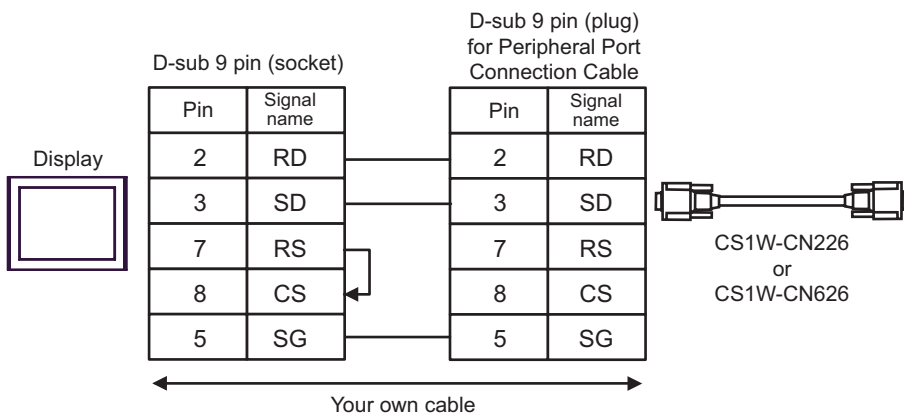 D-sub 9 pin (plug)
for Peripheral Port
Connection Cable
D-sub 9 pin (socket)
Pin Signal name Pin Signal name
Display
2 RD 2 RD
3 SD 3 SD
7 RS 7 RS
8 CS 8 CS
5 SG 5 SG
CS1W-CN226
or
CS1W-CN626
Your own cable